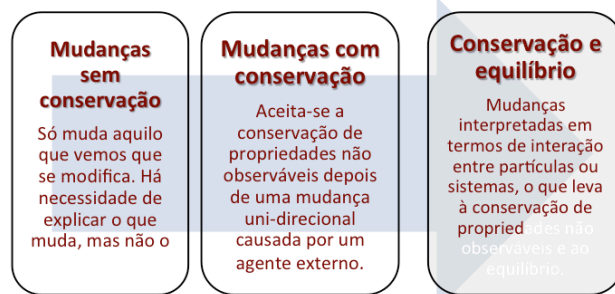 Mudanças
sem
conservação
Só muda aquilo
que vemos que
se modifica. Há
necessidade de
explicar o que
muda, mas não o
Mudanças com
conservação
Aceita-se a
conservação de
propriedades não
observáveis depois
de uma mudança
uni-direcional
causada por um
agente externo.
Conservação e
equilíbrio
Mudanças
interpretadas em
termos de interação
entre partículas ou
sistemas, o que leva
à conservação de
propriedades não
observáveis e ao
equilíbrio.